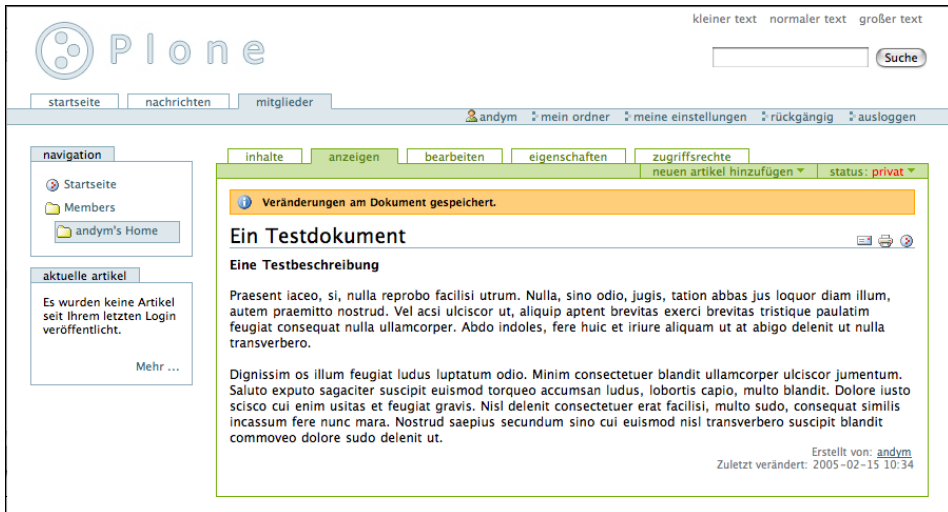 kleiner text normaler text großer text
Plone
Suche
startseite nachrichten mitglieder
andym mein ordner meine einstellungen rückgängig ausloggen
navigation
Startseite
Members
andym's Home
aktuelle artikel
Es wurden keine Artikel
seit Ihrem letzten Login
veröffentlicht.
Mehr ...
inhalte anzeigen bearbeiten eigenschaften zugriffsrechte
neuen artikel hinzufügen status: privat
Veränderungen am Dokument gespeichert.
Ein Testdokument
Eine Testbeschreibung
Praesent iaceo, si, nulla reprobo facilisi utrum. Nulla, sino odio, jugis, tation abbas jus loquor diam illum,
autem praemitto nostrud. Vel acsi ulciscor ut, aliquip aptent brevitas exerci brevitas tristique paulatim
feugiat consequat nulla ullamcorper. Abdo indoles, fere huic et iriure aliquam ut at abigo delenit ut nulla
transverbero.
Dignissim os illum feugiat ludus luptatum odio. Minim consectetuer blandit ullamcorper ulciscor jumentum.
Saluto exputo sagaciter suscipit euismod torqueo accumsan ludus, lobortis capio, multo blandit. Dolore iusto
scisco cui enim usitas et feugiat gravis. Nisl delenit consectetuer erat facilisi, multo sudo, consequat similis
incassum fere nunc mara. Nostrud saepius secundum sino cui euismod nisl transverbero suscipit blandit
commoveo dolore sudo delenit ut.
Erstellt von: andym
Zuletzt verändert: 2005-02-15 10:34